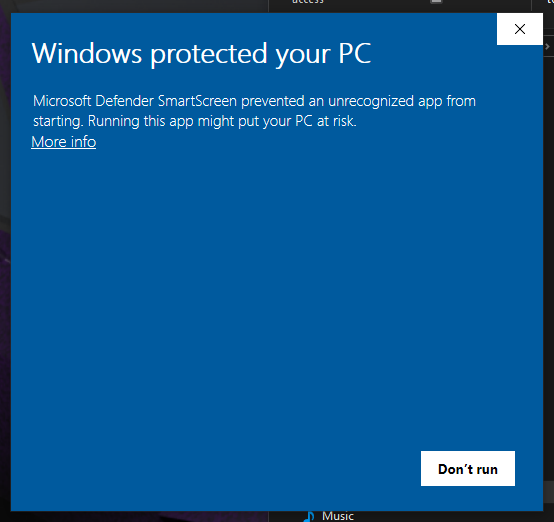 access
Windows protected your PC
Microsoft Defender SmartScreen prevented an unrecognized app from
starting. Running this app might put your PC at risk.
More info
Don't run
Music